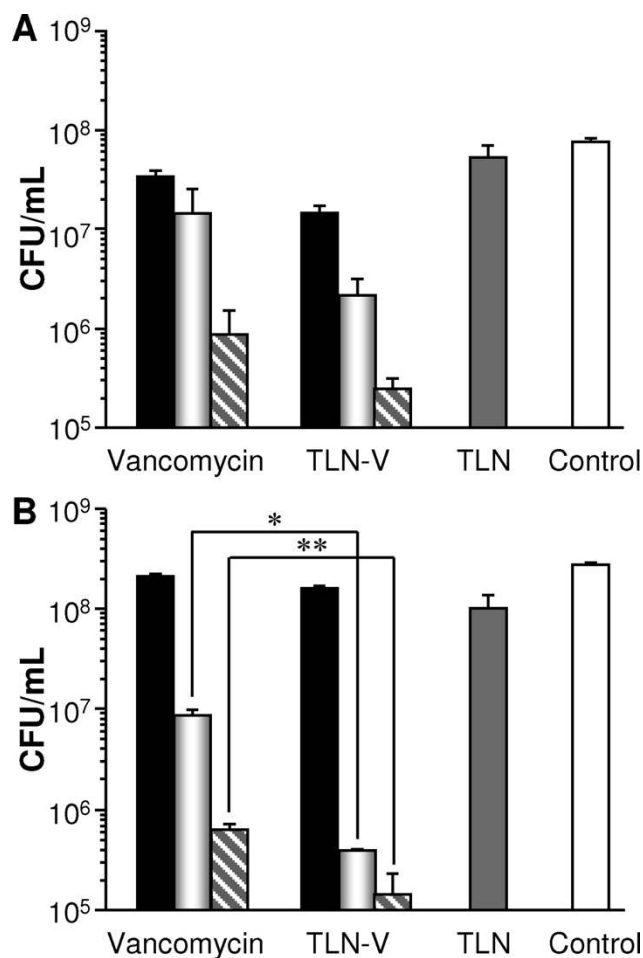 A
10⁹
10⁸
10⁷
10⁶
10⁵
CFU/mL
Vancomycin TLN-V TLN Control
B
10⁹
10⁸
10⁷
10⁶
10⁵
CFU/mL
*
**
Vancomycin TLN-V TLN Control